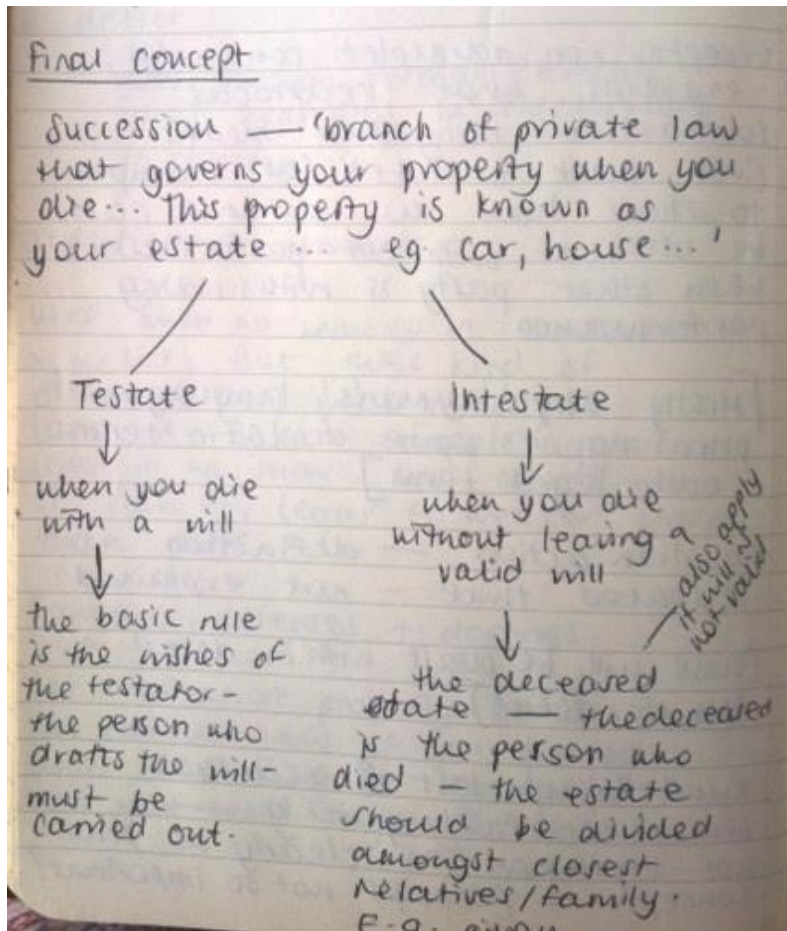 Final concept
Succession — 'branch of private law
that governs your property when you
die... This property is known as
your estate... eg car, house...'
Testate
when you die
with a will
the basic rule
is the wishes of
the testator -
the person who
drafts the will -
must be
carried out.
Intestate
when you die
without leaving a
valid will
also apply
if will is
not valid
the deceased
estate — the deceased
is the person who
died - the estate
should be divided
amongst closest
relatives/family.
E.g.